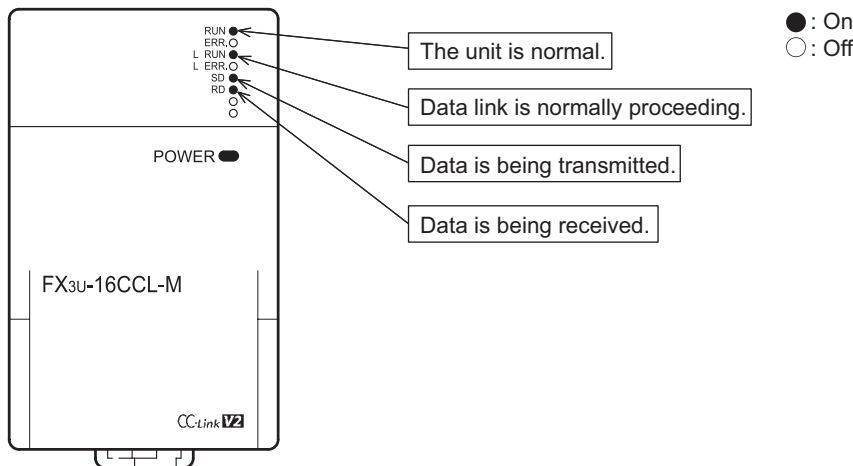 RUN
ERR.
L RUN
L ERR.
SD
RD
POWER
FX3U-16CCL-M
CC-Link V2
The unit is normal.
Data link is normally proceeding.
Data is being transmitted.
Data is being received.
: On
: Off